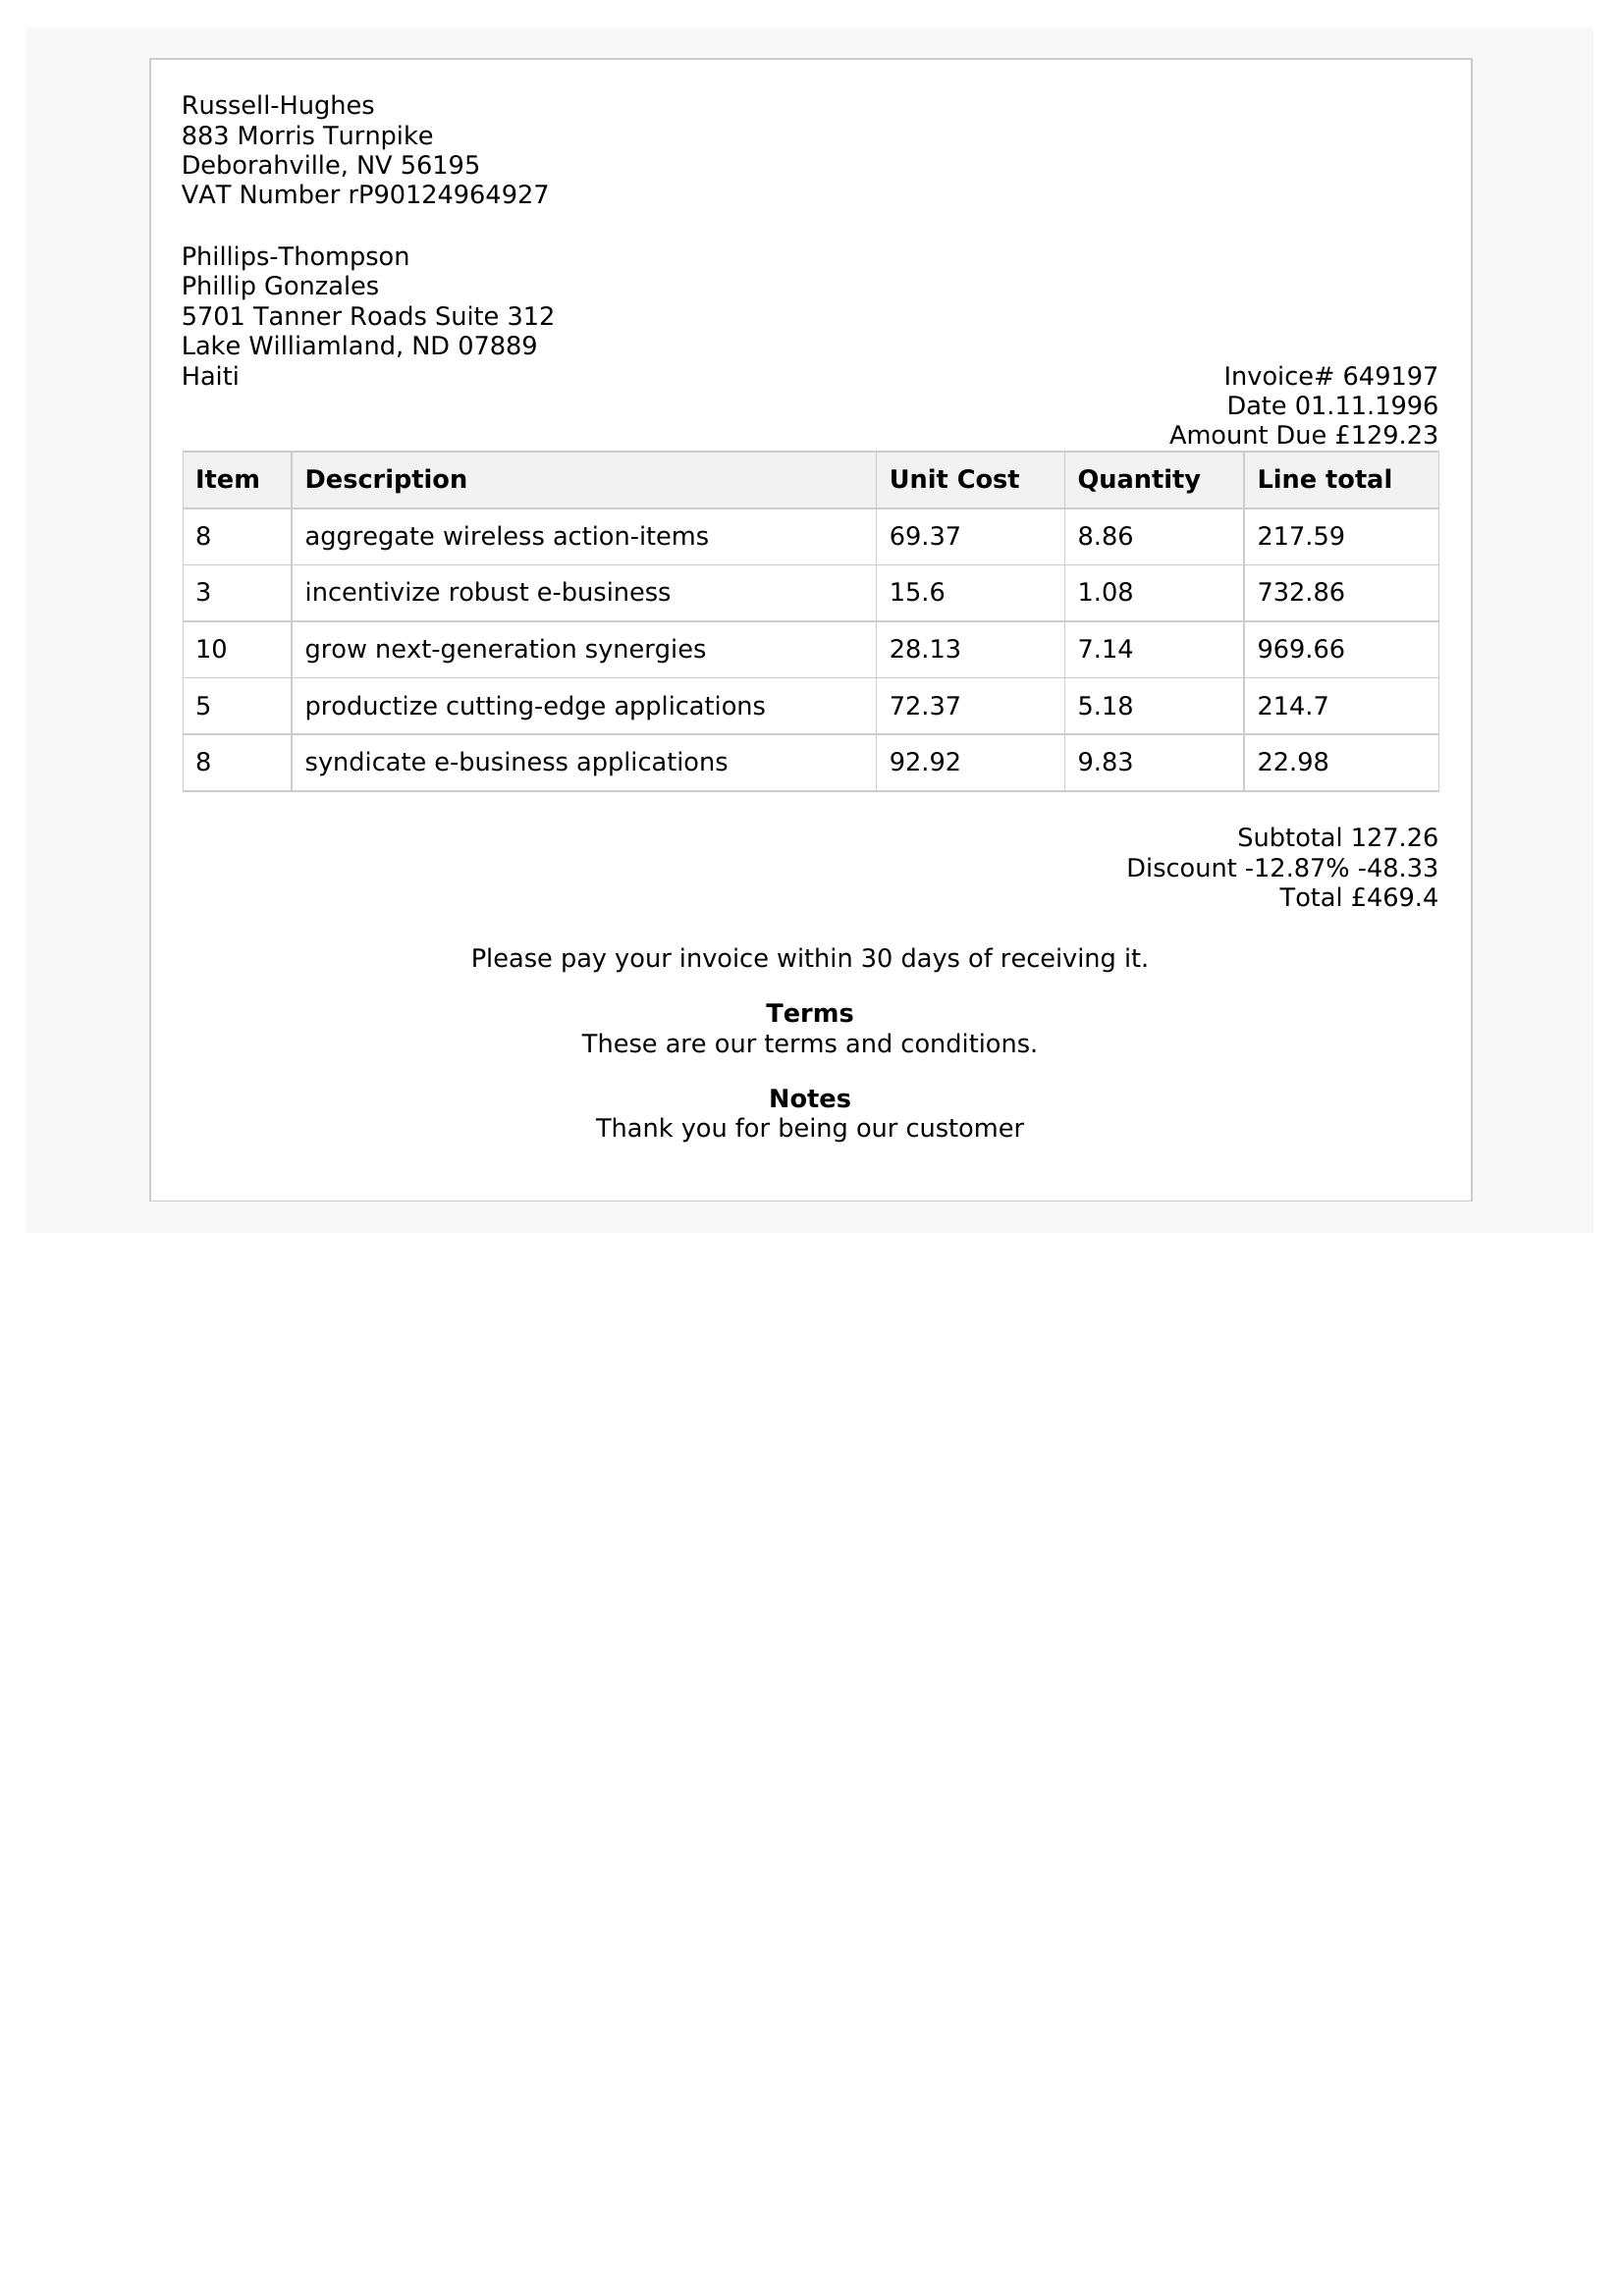 Russell-Hughes
883 Morris Turnpike
Deborahville, NV 56195
VAT Number rP90124964927
Phillips-Thompson
Phillip Gonzales
5701 Tanner Roads Suite 312
Lake Williamland, ND 07889
Haiti
Invoice# 649197
Date 01.11.1996
Amount Due £129.23
Item Description Unit Cost Quantity Line total
8 aggregate wireless action-items 69.37 8.86 217.59
3 incentivize robust e-business 15.6 1.08 732.86
10 grow next-generation synergies 28.13 7.14 969.66
5 productize cutting-edge applications 72.37 5.18 214.7
8 syndicate e-business applications 92.92 9.83 22.98
Subtotal 127.26
Discount -12.87% -48.33
Total £469.4
Please pay your invoice within 30 days of receiving it.
Terms
These are our terms and conditions.
Notes
Thank you for being our customer